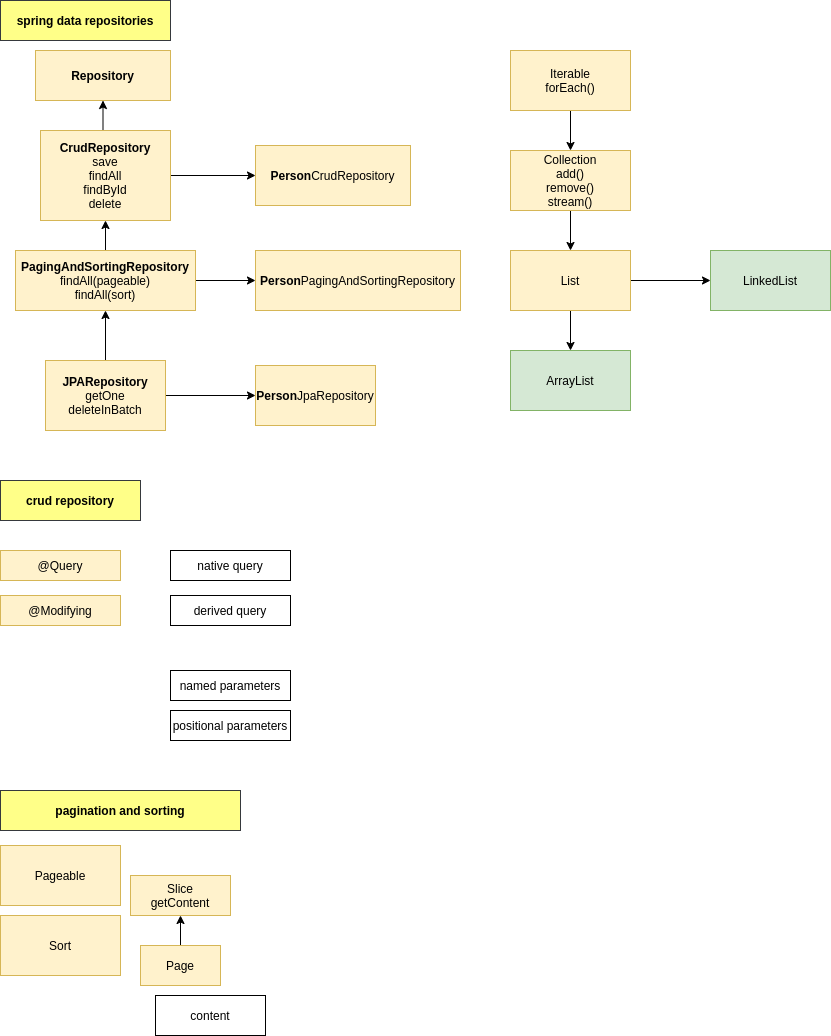 spring data repositories
Repository
CrudRepository
save
findAll
findById
delete
PersonCrudRepository
PagingAndSortingRepository
findAll(pageable)
findAll(sort)
PersonPagingAndSortingRepository
JPARepository
getOne
deleteInBatch
PersonJpaRepository
Iterable
forEach()
Collection
add()
remove()
stream()
List
LinkedList
ArrayList
crud repository
@Query
native query
@Modifying
derived query
named parameters
positional parameters
pagination and sorting
Pageable
Slice
getContent
Sort
Page
content